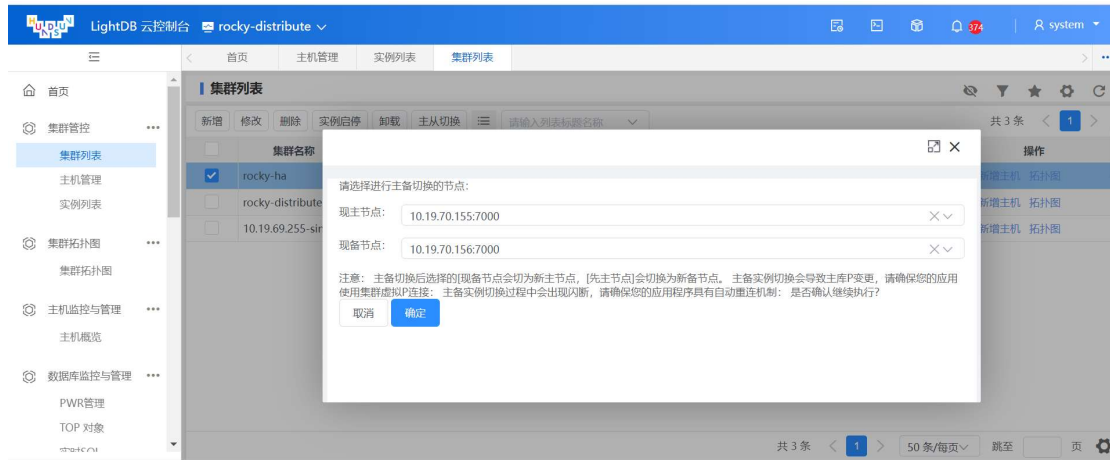 HUNDSUN LightDB 云控制台 rocky-distribute 374 system
首页 主机管理 实例列表 集群列表
首页
集群管控
集群列表
主机管理
实例列表
集群拓扑图
集群拓扑图
主机监控与管理
主机概览
数据库监控与管理
PWR管理
TOP 对象
实时SQL
集群列表
新增 修改 删除 实例启停 卸载 主从切换 请输入列表标题名称 共 3 条 1
集群名称 操作
rocky-ha 新增主机 拓扑图
rocky-distribute 拓扑图
10.19.69.255-sin 新增主机 拓扑图
请选择进行主备切换的节点：
现主节点： 10.19.70.155:7000
现备节点： 10.19.70.156:7000
注意： 主备切换后选择的[现备节点会切为新主节点，[先主节点]会切换为新备节点。 主备实例切换会导致主库P变更，请确保您的应用
使用集群虚拟P连接： 主备实例切换过程中会出现闪断，请确保您的应用程序具有自动重连机制： 是否确认继续执行？
取消 确定
共 3 条 1 50 条/每页 跳至 页